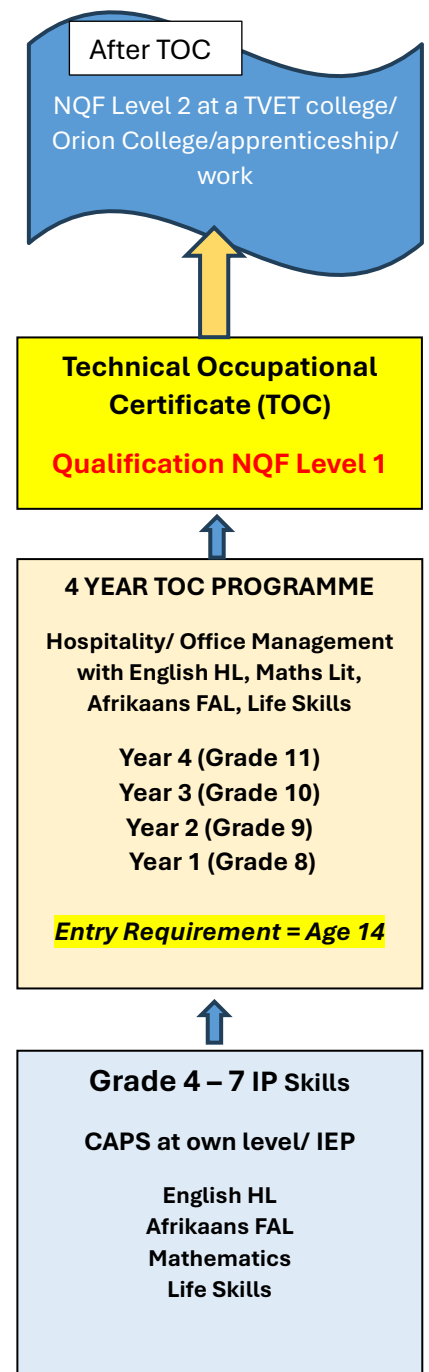 After TOC
NQF Level 2 at a TVET college/
Orion College/apprenticeship/
work
Technical Occupational
Certificate (TOC)
Qualification NQF Level 1
4 YEAR TOC PROGRAMME
Hospitality/ Office Management
with English HL, Maths Lit,
Afrikaans FAL, Life Skills
Year 4 (Grade 11)
Year 3 (Grade 10)
Year 2 (Grade 9)
Year 1 (Grade 8)
Entry Requirement = Age 14
Grade 4 – 7 IP Skills
CAPS at own level/ IEP
English HL
Afrikaans FAL
Mathematics
Life Skills